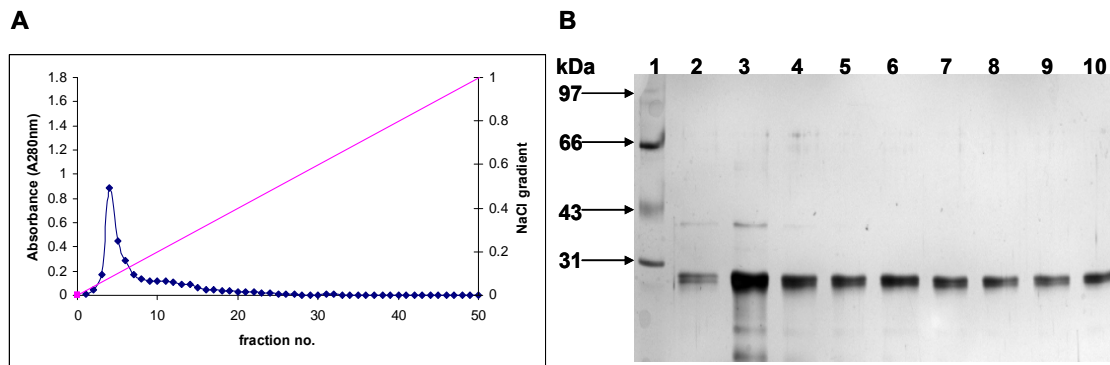 A
Absorbance (A280nm)
1.8
1.6
1.4
1.2
1
0.8
0.6
0.4
0.2
0
0 10 20 30 40 50
fraction no.
1
0.8
0.6
0.4
0.2
0
NaCl gradient
B
kDa 1 2 3 4 5 6 7 8 9 10
97
66
43
31